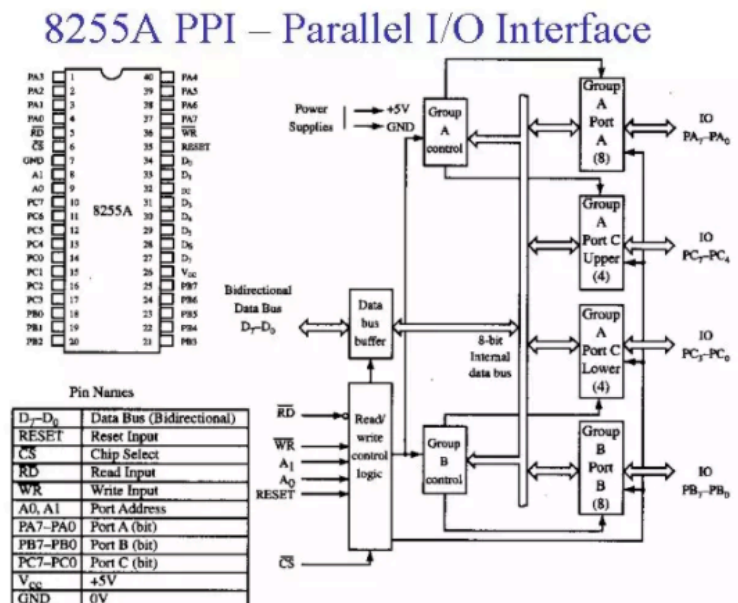 8255A PPI – Parallel I/O Interface
PA3 1 40 PA4
PA2 2 39 PA5
PA1 3 38 PA6
PA0 4 37 PA7
RD 5 36 WR
CS 6 35 RESET
GND 7 34 D0
A1 8 33 D1
A0 9 32 D2
PC7 10 31 D3
PC6 11 30 D4
PC5 12 29 D5
PC4 13 28 D6
PC0 14 27 D7
PC1 15 26 VCC
PC2 16 25 PB7
PC3 17 24 PB6
PB0 18 23 PB5
PB1 19 22 PB4
PB2 20 21 PB3
8255A
Power
Supplies
+5V
GND
Group
A
control
Group
A
Port
A
(8)
IO
PA7–PA0
Group
A
Port C
Upper
(4)
IO
PC7–PC4
Bidirectional
Data Bus
D7–D0
Data
bus
buffer
8-bit
Internal
data bus
Group
A
Port C
Lower
(4)
IO
PC3–PC0
RD
WR
A1
A0
RESET
CS
Read/
write
control
logic
Group
B
control
Group
B
Port
B
(8)
IO
PB7–PB0
Pin Names
D7–D0 Data Bus (Bidirectional)
RESET Reset Input
CS Chip Select
RD Read Input
WR Write Input
A0, A1 Port Address
PA7–PA0 Port A (bit)
PB7–PB0 Port B (bit)
PC7–PC0 Port C (bit)
VCC +5V
GND 0V